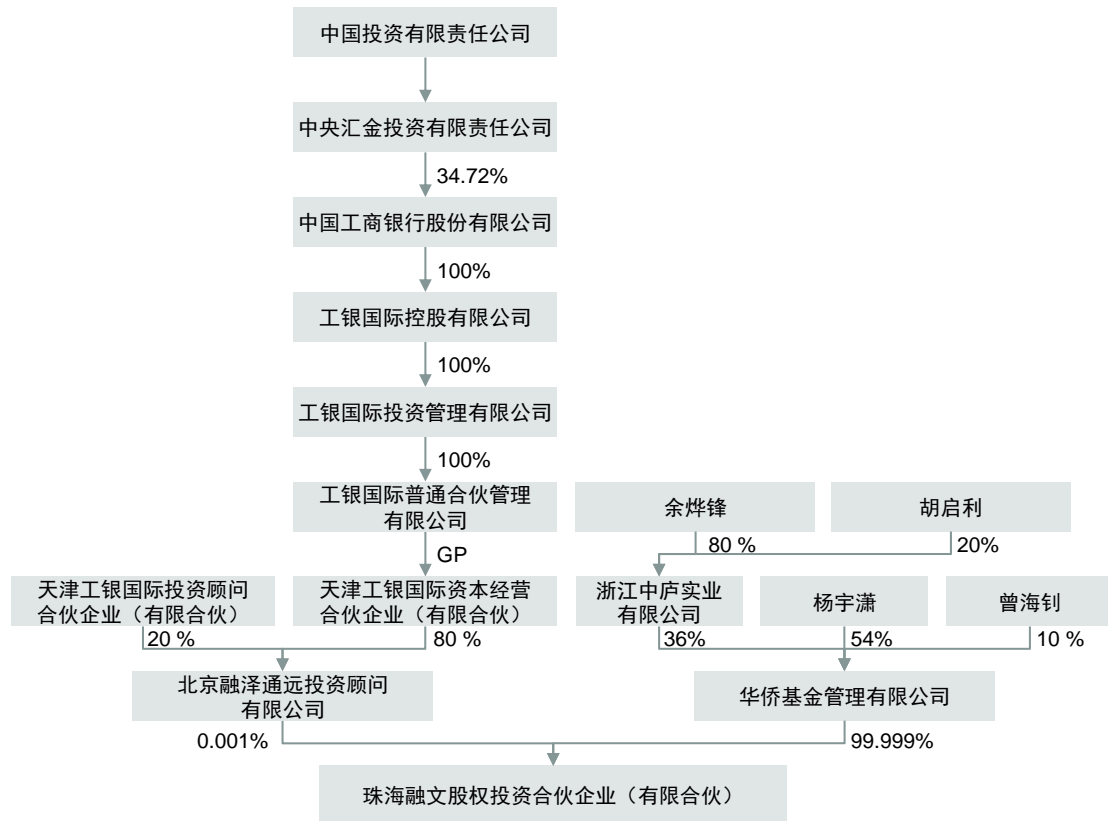 中国投资有限责任公司
中央汇金投资有限责任公司
34.72%
中国工商银行股份有限公司
100%
工银国际控股有限公司
100%
工银国际投资管理有限公司
100%
工银国际普通合伙管理
有限公司
余烨锋
胡启利
GP
80 %
20%
天津工银国际投资顾问
合伙企业（有限合伙）
天津工银国际资本经营
合伙企业（有限合伙）
浙江中庐实业
有限公司
杨宇潇
曾海钊
20 %
80 %
36%
54%
10 %
北京融泽通远投资顾问
有限公司
华侨基金管理有限公司
0.001%
99.999%
珠海融文股权投资合伙企业（有限合伙）